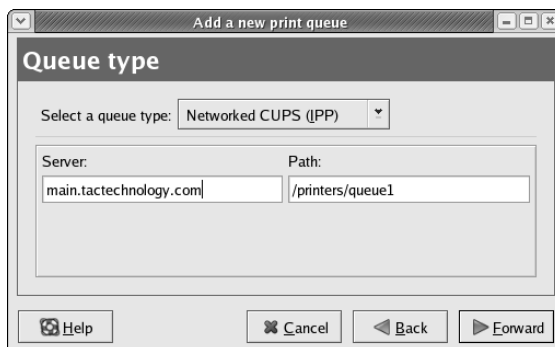 Add a new print queue
Queue type
Select a queue type: Networked CUPS (IPP)
Server: Path:
main.tactechnology.com /printers/queue1
Help Cancel Back Forward